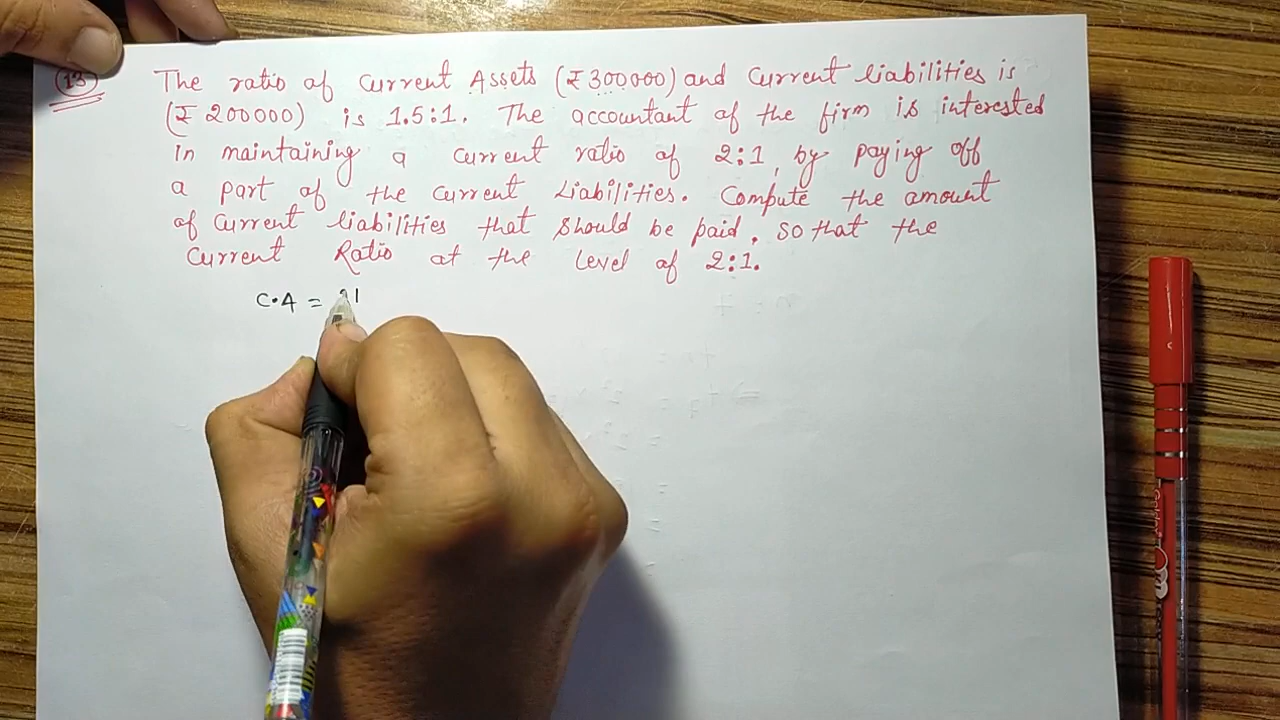 (13) The ratio of Current Assets (₹ 300000) and Current liabilities is
(₹ 200000) is 1.5:1. The accountant of the firm is interested
in maintaining a current ratio of 2:1, by paying off
a part of the current Liabilities. Compute the amount
of Current liabilities that should be paid, so that the
Current Ratio at the level of 2:1.
C.A =